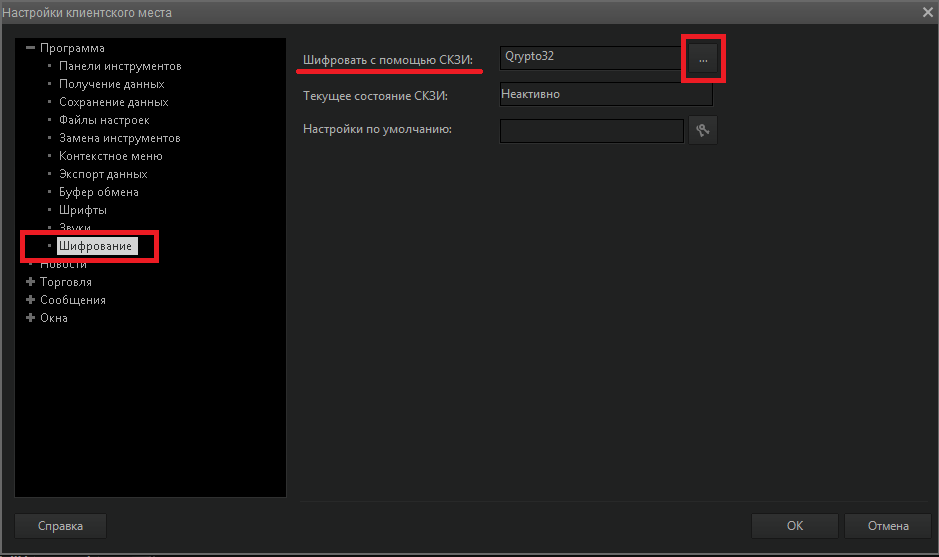 Настройки клиентского места
Программа
Панели инструментов
Получение данных
Сохранение данных
Файлы настроек
Замена инструментов
Контекстное меню
Экспорт данных
Буфер обмена
Шрифты
Звуки
Шифрование
Новости
Торговля
Сообщения
Окна
Шифровать с помощью СКЗИ:
Qrypto32
...
Текущее состояние СКЗИ:
Неактивно
Настройки по умолчанию:
Справка
OK
Отмена